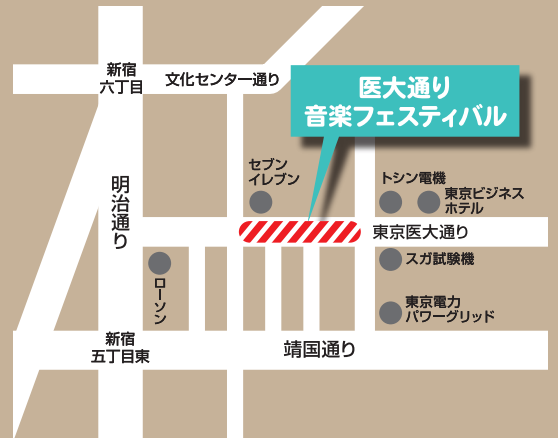 新宿
六丁目
文化センター通り
医大通り
音楽フェスティバル
セブン
イレブン
トシン電機
東京ビジネス
ホテル
明治通り
東京医大通り
スガ試験機
ローソン
東京電力
パワーグリッド
新宿
五丁目東
靖国通り